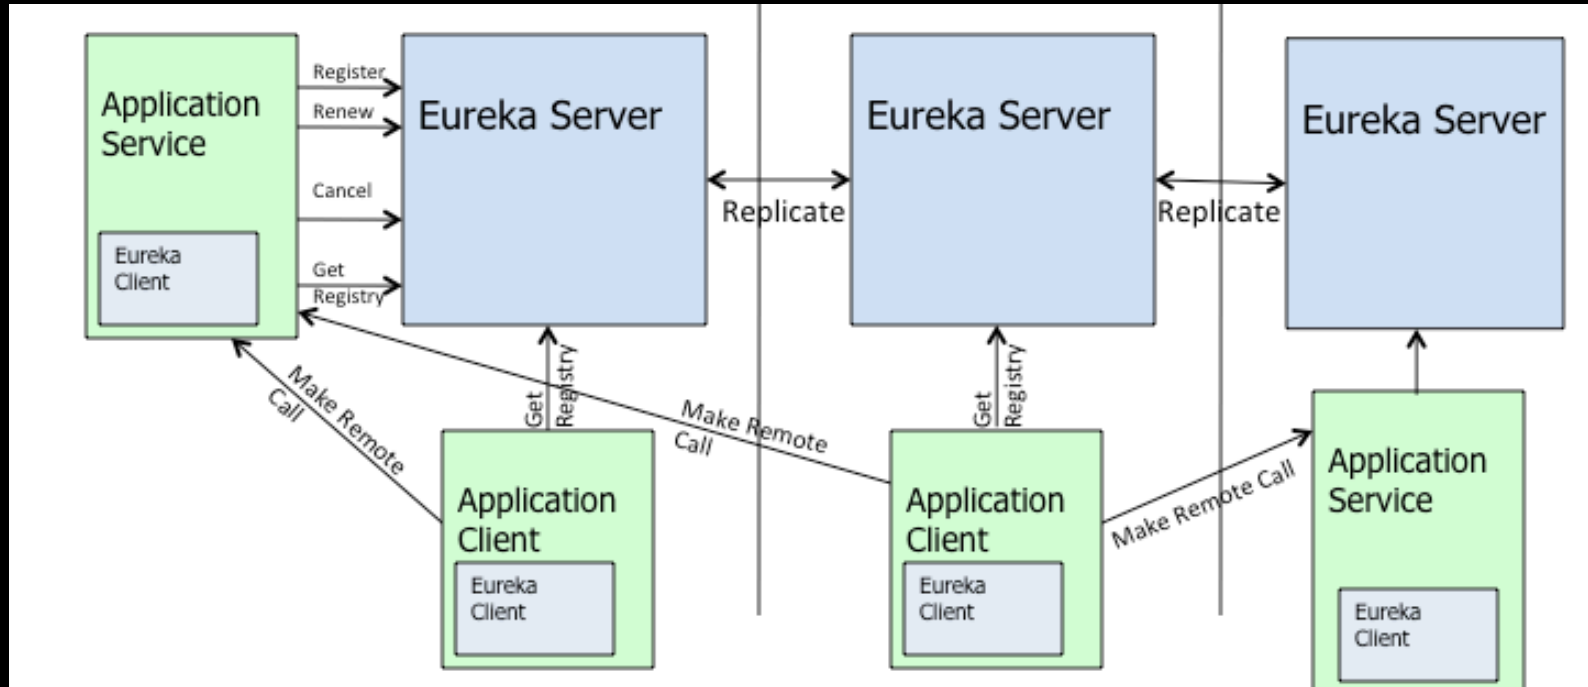 Application
Service
Register
Renew
Cancel
Get
Registry
Eureka
Client
Eureka Server
Replicate
Eureka Server
Replicate
Eureka Server
Make Remote
Call
Get
Registry
Make Remote
Call
Get
Registry
Make Remote Call
Application
Client
Eureka
Client
Application
Client
Eureka
Client
Application
Service
Eureka
Client